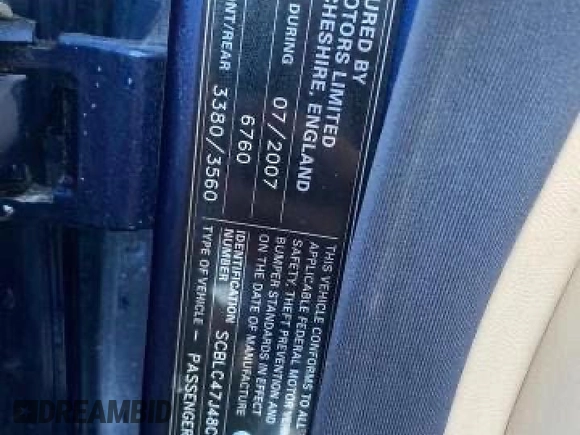 URED BY
OTORS LIMITED
CHESHIRE, ENGLAND
DURING 07/2007
6760
ONT/REAR 3380/3560
THIS VEHICLE CONFORMS TO ALL
APPLICABLE FEDERAL MOTOR VE
SAFETY, THEFT PREVENTION AND
BUMPER STANDARDS IN EFFECT
ON THE DATE OF MANUFACTURE
IDENTIFICATION
NUMBER SCBLC47J48C
TYPE OF VEHICLE - PASSENGER
DREAMBID